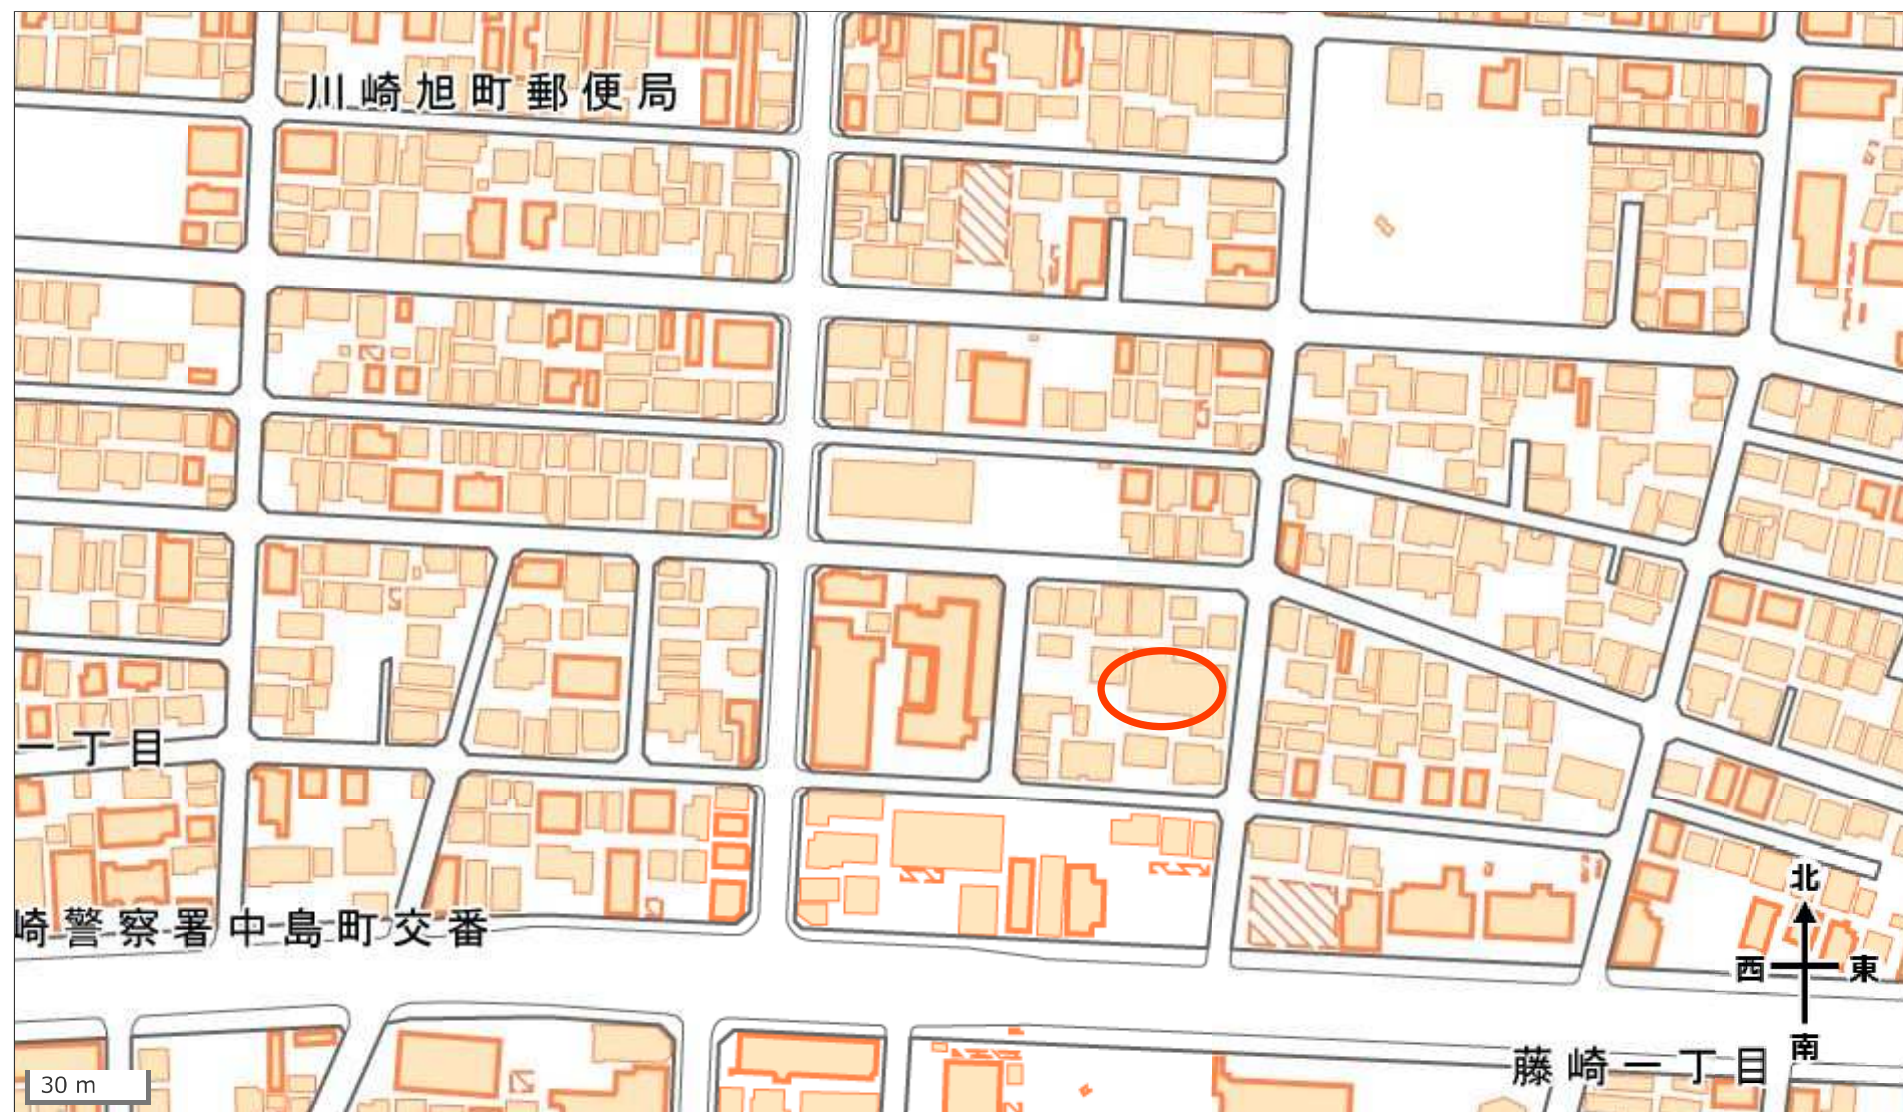 川崎旭町郵便局
一丁目
崎警察署中島町交番
北
西 東
南
藤崎一丁目
30 m